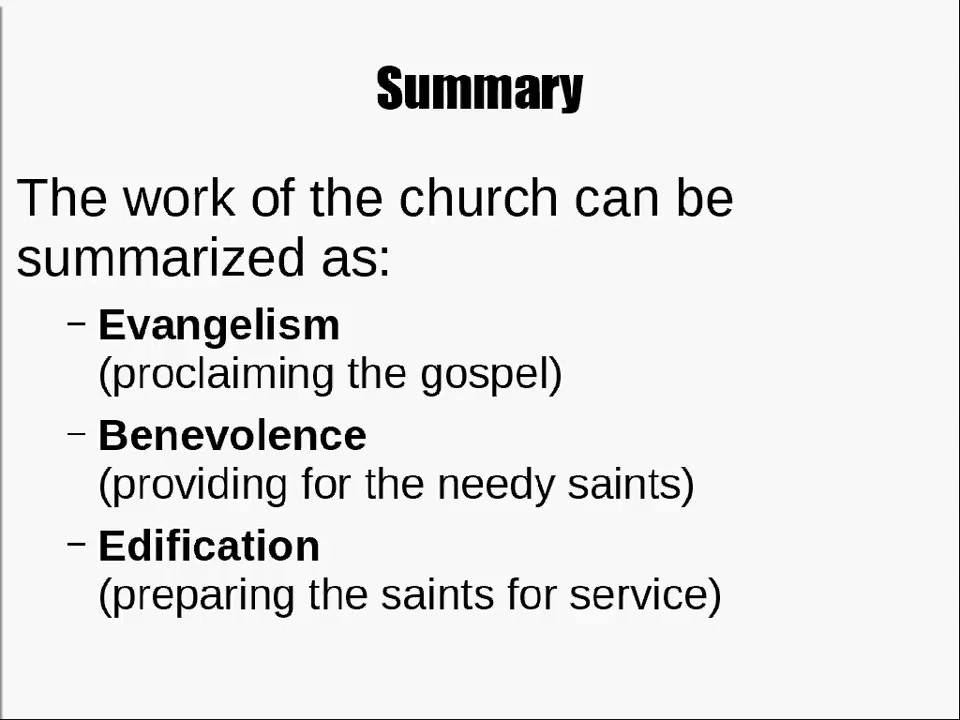 Summary
The work of the church can be
summarized as:
– Evangelism
(proclaiming the gospel)
– Benevolence
(providing for the needy saints)
– Edification
(preparing the saints for service)